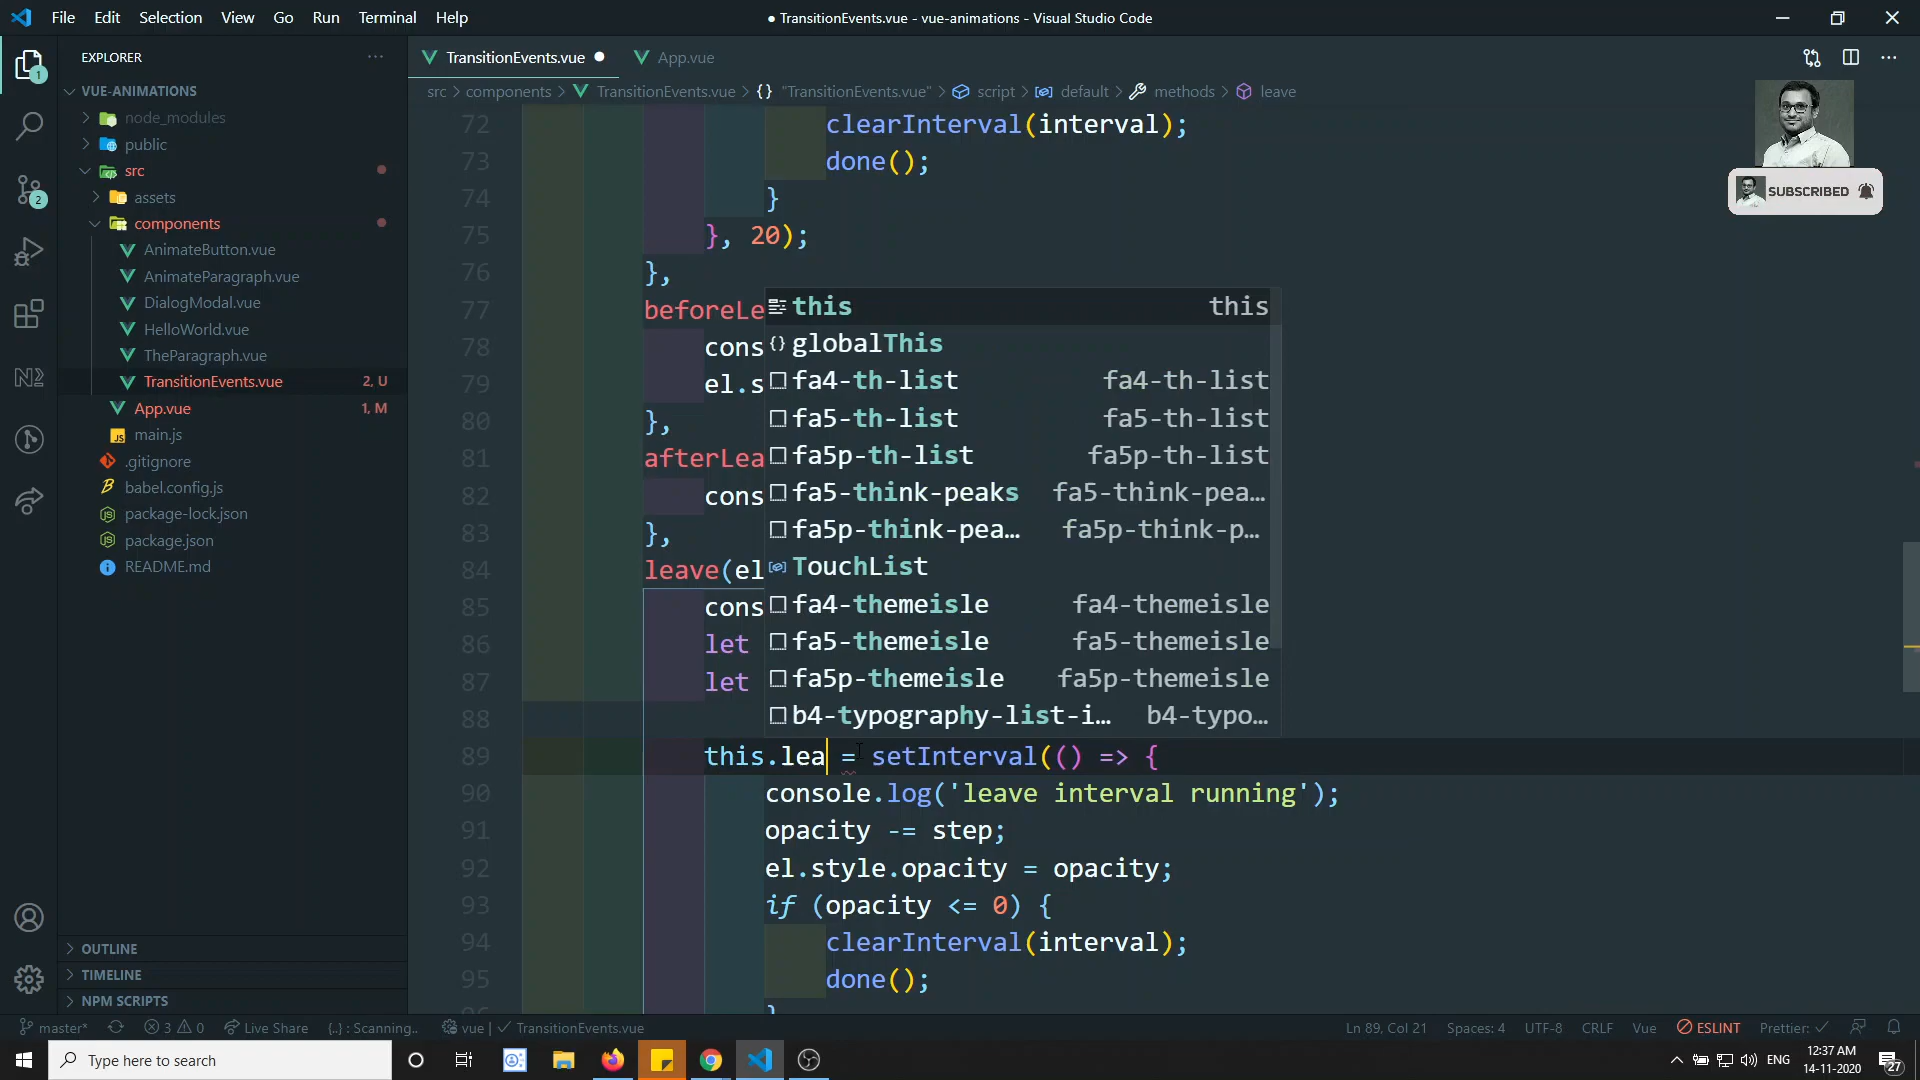 File Edit Selection View Go Run Terminal Help
● TransitionEvents.vue - vue-animations - Visual Studio Code
EXPLORER
VUE-ANIMATIONS
node_modules
public
src
assets
components
AnimateButton.vue
AnimateParagraph.vue
DialogModal.vue
HelloWorld.vue
TheParagraph.vue
TransitionEvents.vue 2, U
App.vue 1, M
main.js
.gitignore
babel.config.js
package-lock.json
package.json
README.md
OUTLINE
TIMELINE
NPM SCRIPTS
1
2
TransitionEvents.vue ● App.vue
src > components > TransitionEvents.vue > {} "TransitionEvents.vue" > script > default > methods > leave
72 clearInterval(interval);
73 done();
74 }
75 }, 20);
76 },
77 beforeLe
78 cons
79 el.s
80 },
81 afterLea
82 cons
83 },
84 leave(el
85 cons
86 let
87 let
88
89 this.lea = setInterval(() => {
90 console.log('leave interval running');
91 opacity -= step;
92 el.style.opacity = opacity;
93 if (opacity <= 0) {
94 clearInterval(interval);
95 done();
this this
globalThis
fa4-th-list fa4-th-list
fa5-th-list fa5-th-list
fa5p-th-list fa5p-th-list
fa5-think-peaks fa5-think-pea…
fa5p-think-pea… fa5p-think-p…
TouchList
fa4-themeisle fa4-themeisle
fa5-themeisle fa5-themeisle
fa5p-themeisle fa5p-themeisle
b4-typography-list-i… b4-typo…
SUBSCRIBED
master* 3 0 Live Share {..} : Scanning.. vue | ✓ TransitionEvents.vue
Ln 89, Col 21 Spaces: 4 UTF-8 CRLF Vue ESLINT Prettier: ✓
Type here to search
ENG
12:37 AM
14-11-2020
27